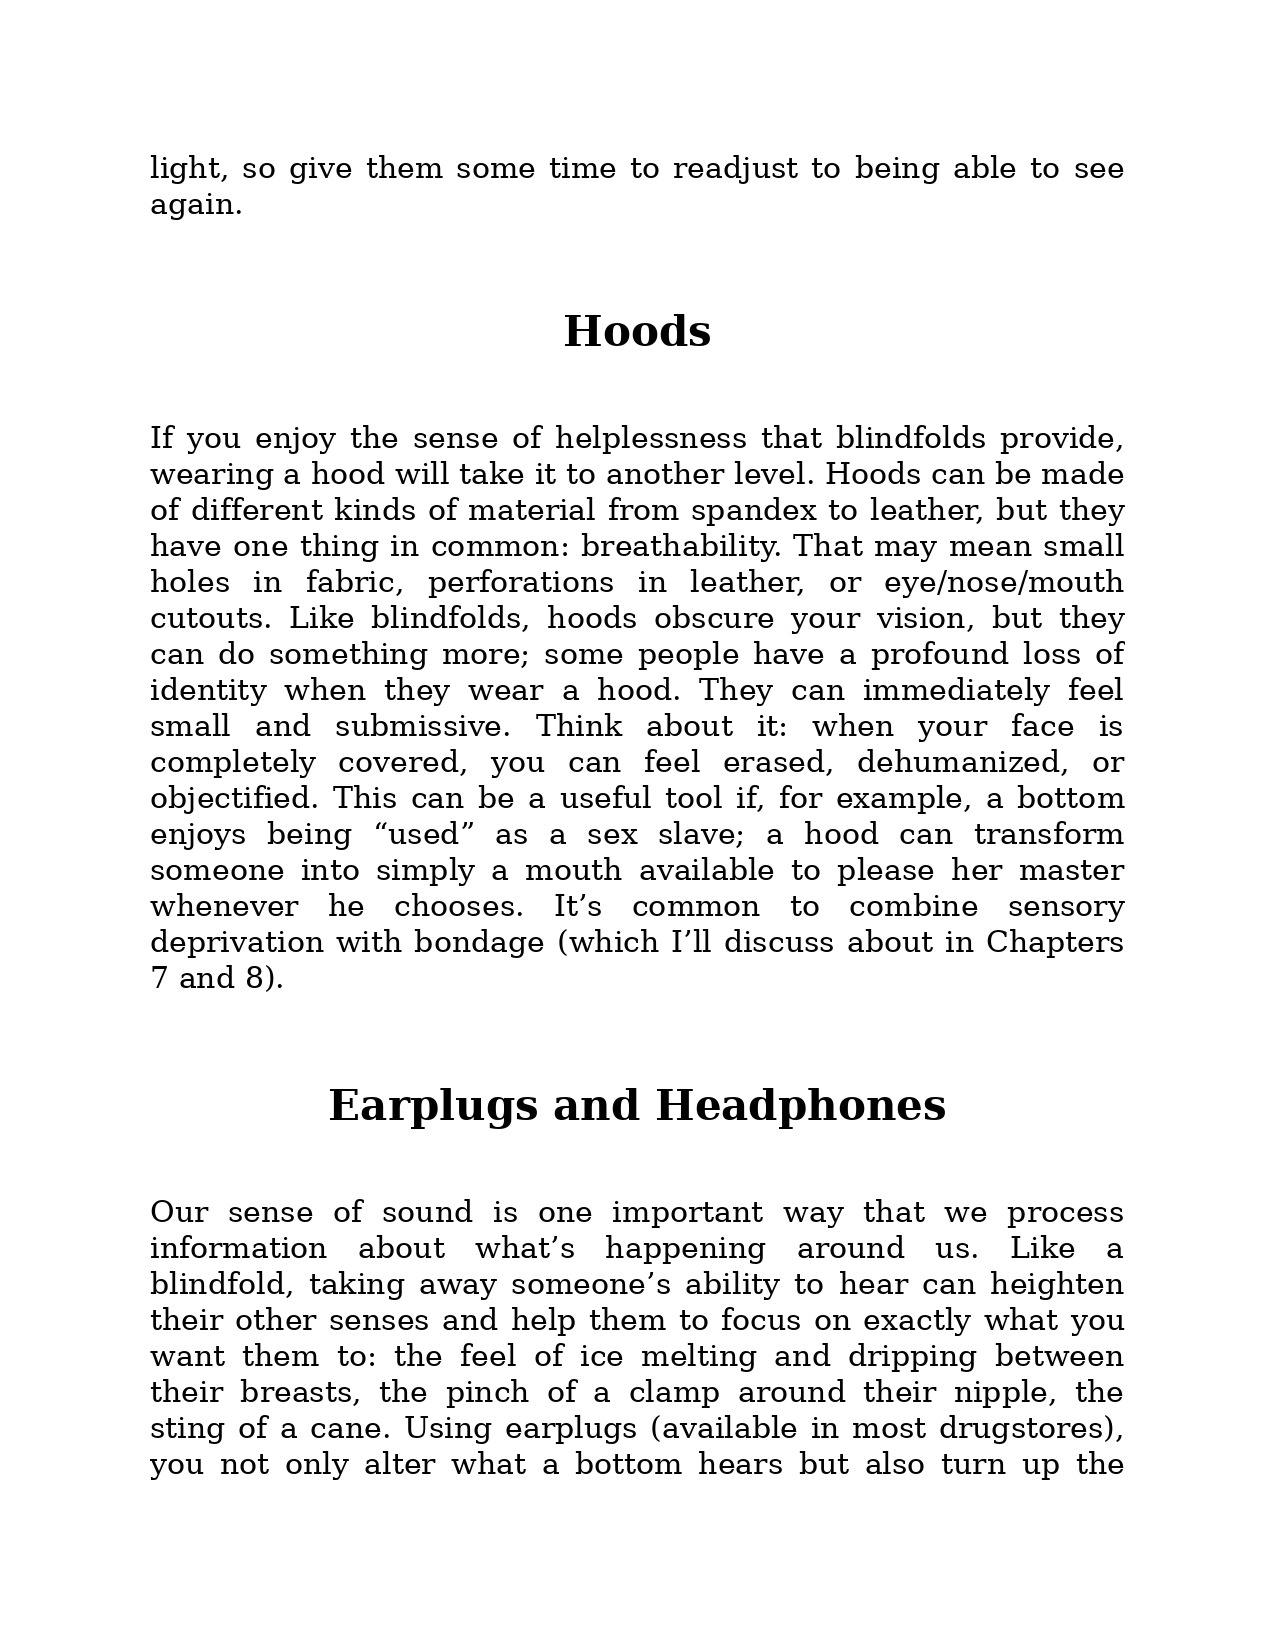 light, so give them some time to readjust to being able to see
again.
Hoods
If you enjoy the sense of helplessness that blindfolds provide,
wearing a hood will take it to another level. Hoods can be made
of different kinds of material from spandex to leather, but they
have one thing in common: breathability. That may mean small
holes in fabric, perforations in leather, or eye/nose/mouth
cutouts. Like blindfolds, hoods obscure your vision, but they
can do something more; some people have a profound loss of
identity when they wear a hood. They can immediately feel
small and submissive. Think about it: when your face is
completely covered, you can feel erased, dehumanized, or
objectified. This can be a useful tool if, for example, a bottom
enjoys being “used” as a sex slave; a hood can transform
someone into simply a mouth available to please her master
whenever he chooses. It’s common to combine sensory
deprivation with bondage (which I’ll discuss about in Chapters
7 and 8).
Earplugs and Headphones
Our sense of sound is one important way that we process
information about what’s happening around us. Like a
blindfold, taking away someone’s ability to hear can heighten
their other senses and help them to focus on exactly what you
want them to: the feel of ice melting and dripping between
their breasts, the pinch of a clamp around their nipple, the
sting of a cane. Using earplugs (available in most drugstores),
you not only alter what a bottom hears but also turn up the